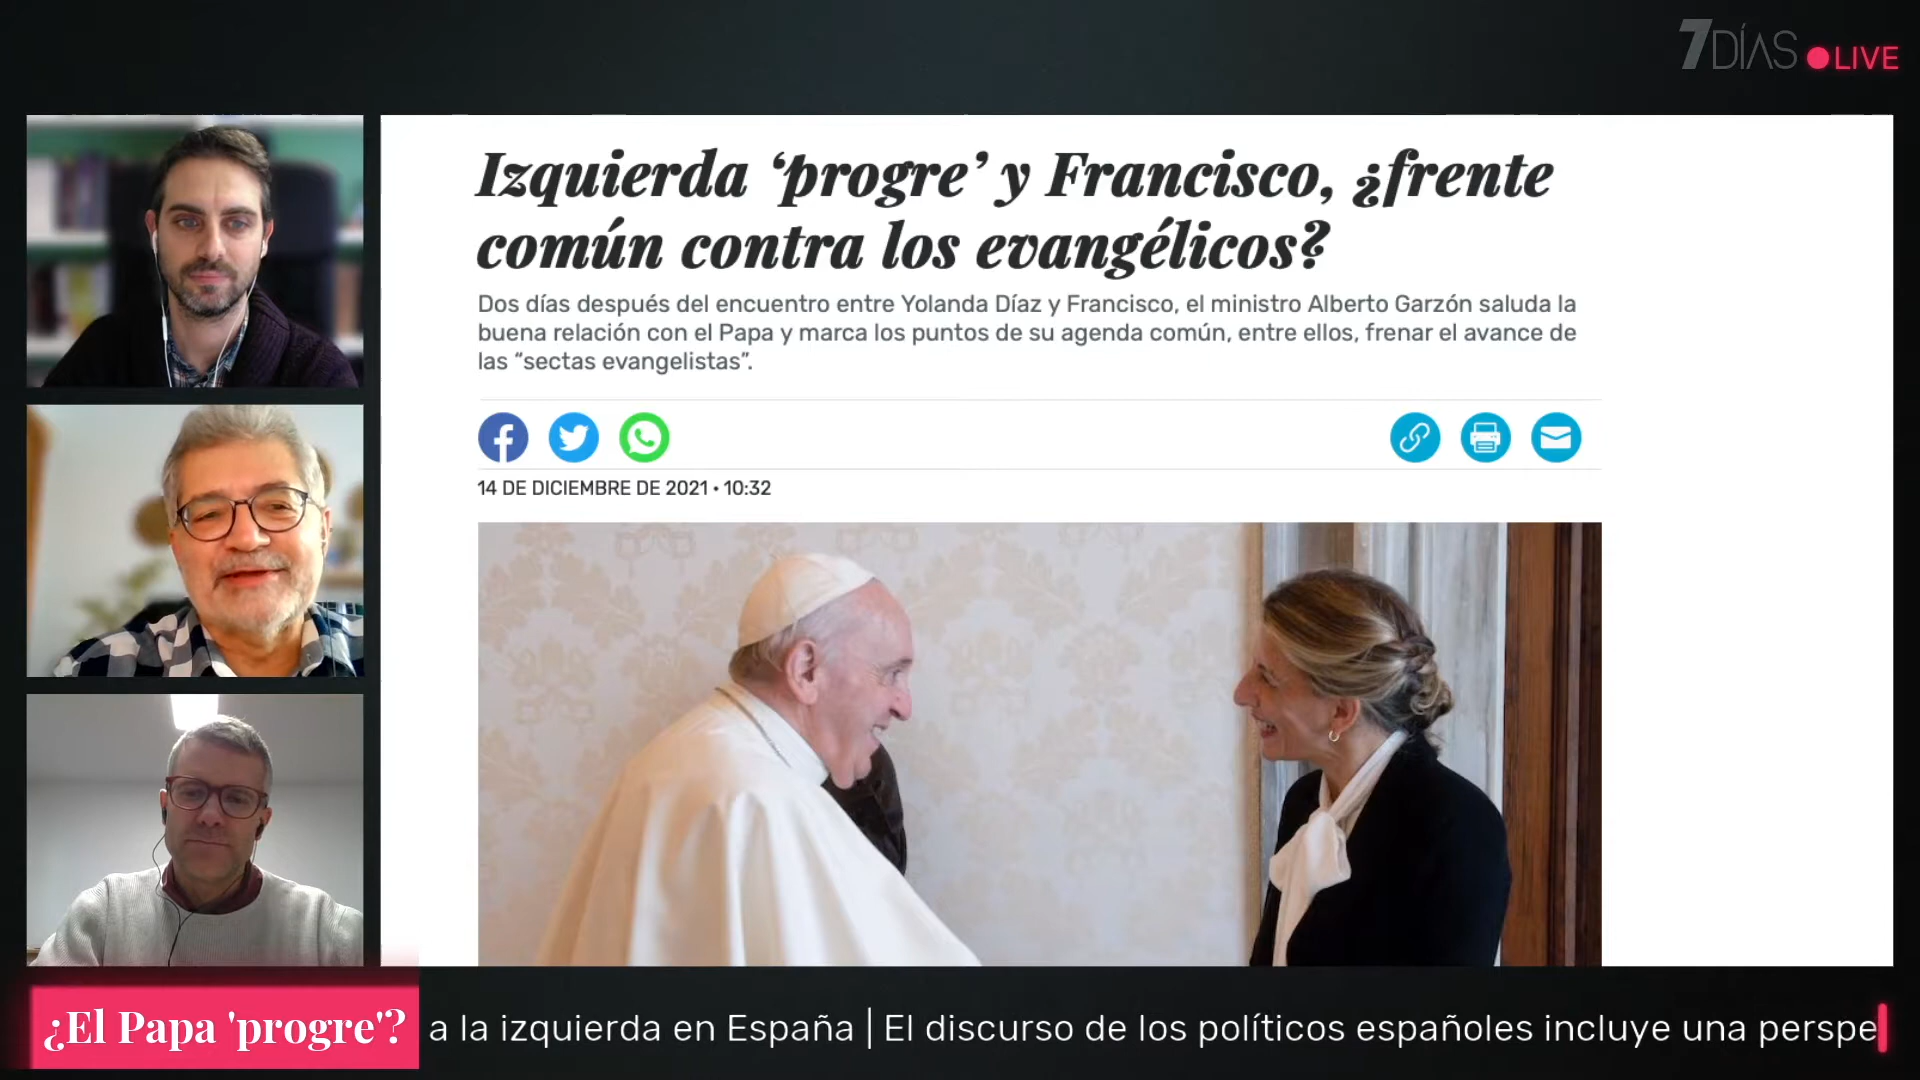 7DÍAS LIVE
Izquierda ‘progre’ y Francisco, ¿frente
común contra los evangélicos?
Dos días después del encuentro entre Yolanda Díaz y Francisco, el ministro Alberto Garzón saluda la
buena relación con el Papa y marca los puntos de su agenda común, entre ellos, frenar el avance de
las “sectas evangelistas”.
14 DE DICIEMBRE DE 2021 • 10:32
¿El Papa 'progre'?
a la izquierda en España | El discurso de los políticos españoles incluye una perspe